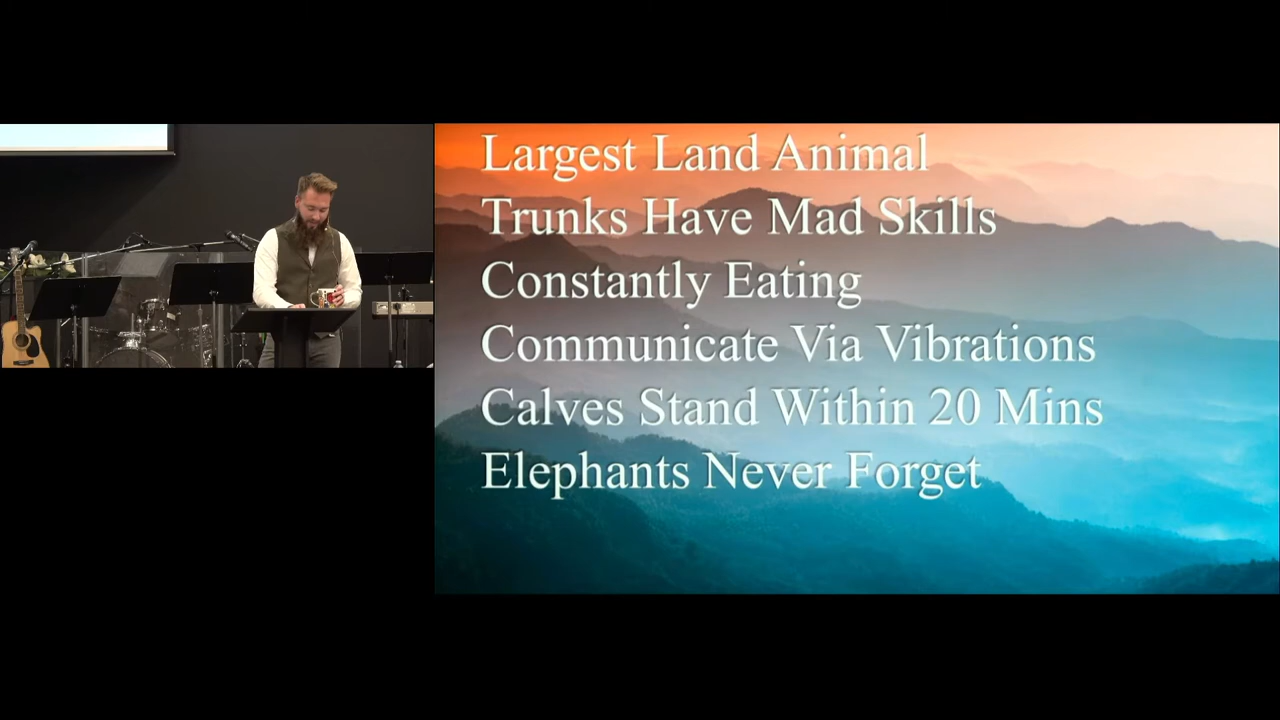 Largest Land Animal
Trunks Have Mad Skills
Constantly Eating
Communicate Via Vibrations
Calves Stand Within 20 Mins
Elephants Never Forget